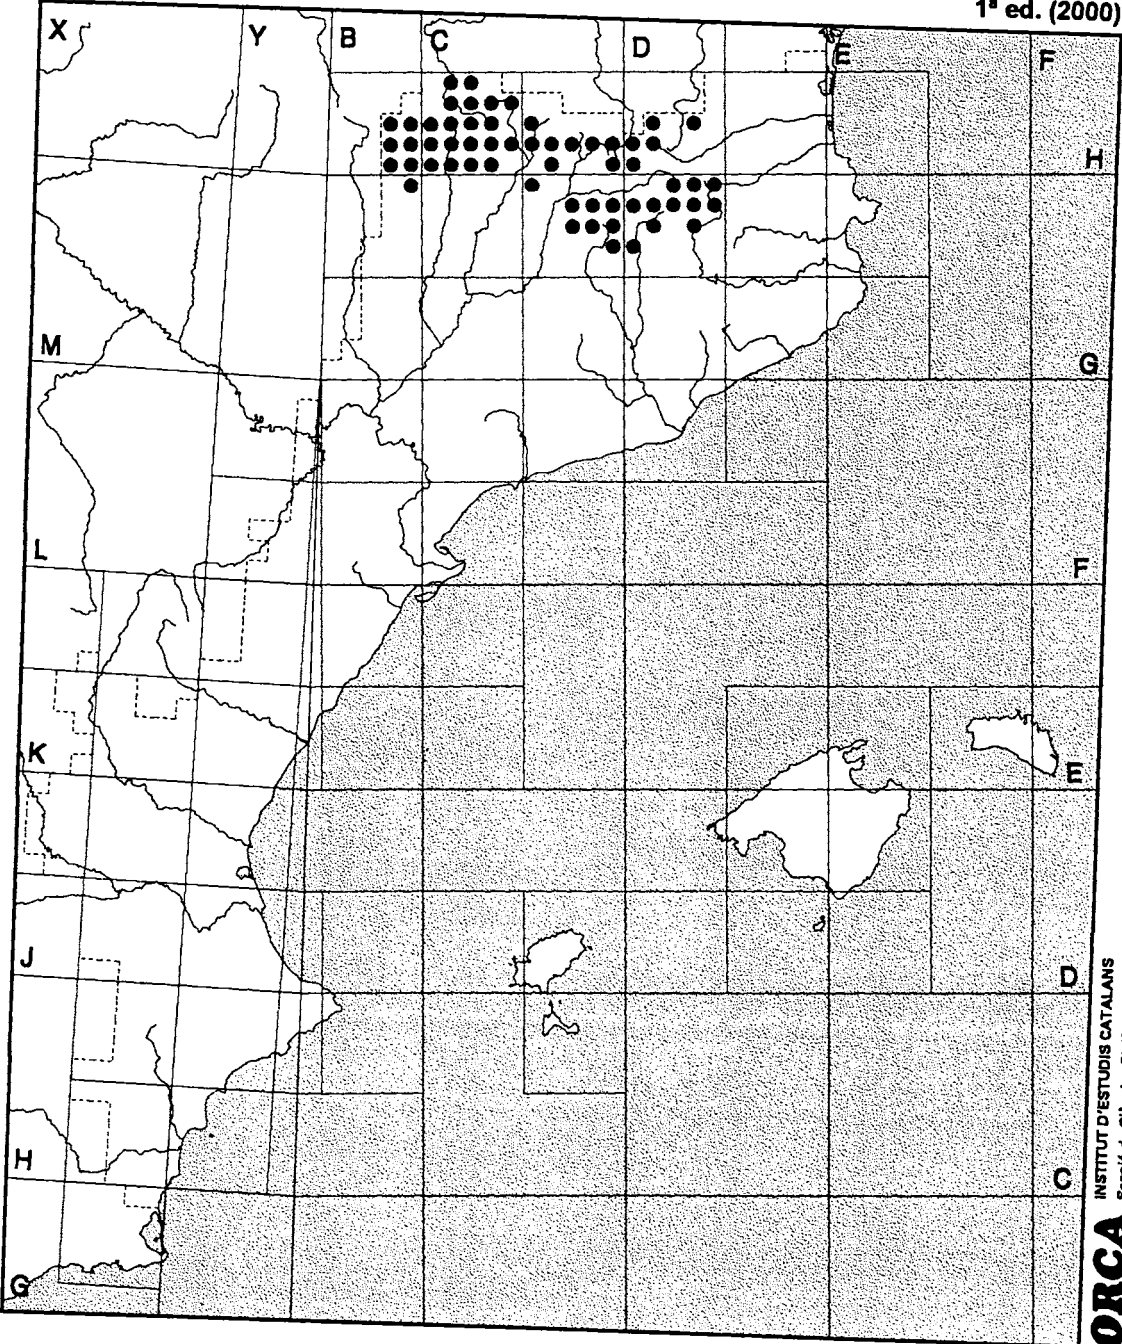 1ª ed. (2000)
X Y B C D E F
H
M G
L F
K E
J D
H C
G
INSTITUT D'ESTUDIS CATALANS
ORCA